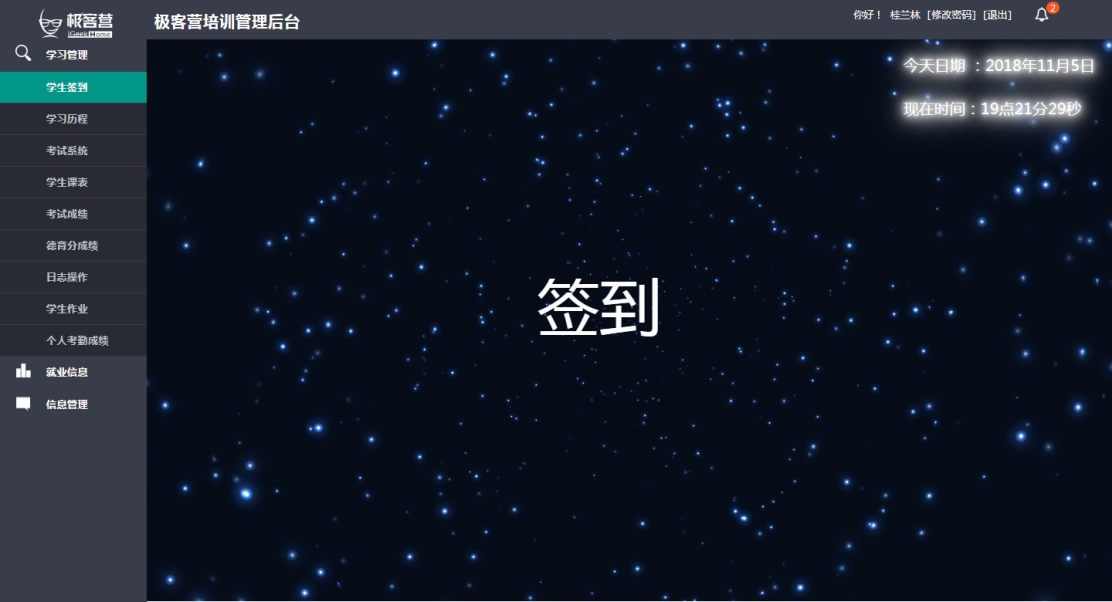 极客营
iGeekHome
极客营培训管理后台
你好！ 桂兰林 [修改密码] [退出]
2
学习管理
学生签到
学习历程
考试系统
学生课表
考试成绩
德育分成绩
日志操作
学生作业
个人考勤成绩
就业信息
信息管理
今天日期 ：2018年11月5日
现在时间：19点21分29秒
签到